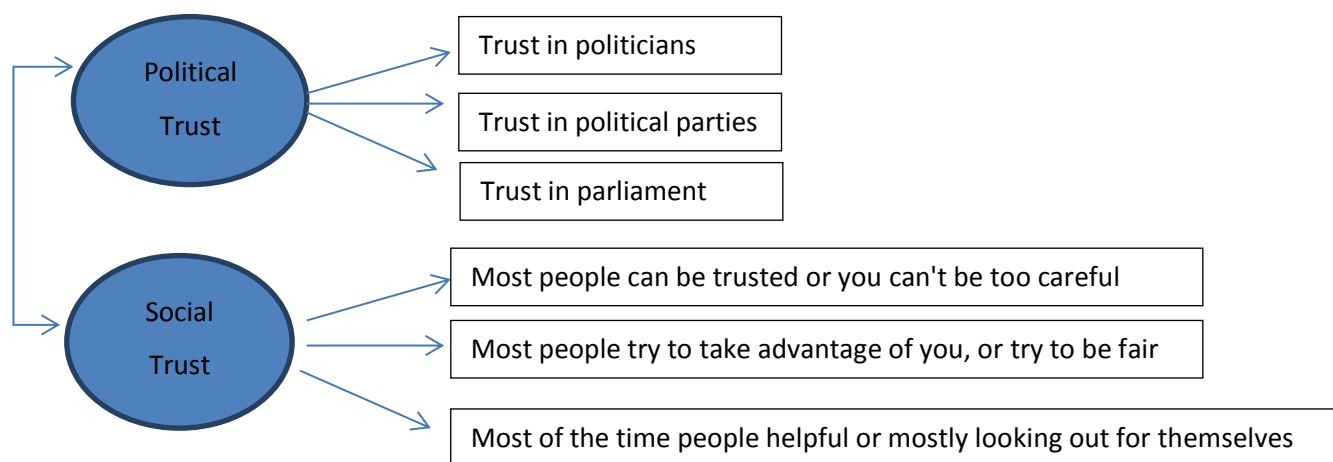 Political
Trust
Trust in politicians
Trust in political parties
Trust in parliament
Social
Trust
Most people can be trusted or you can't be too careful
Most people try to take advantage of you, or try to be fair
Most of the time people helpful or mostly looking out for themselves